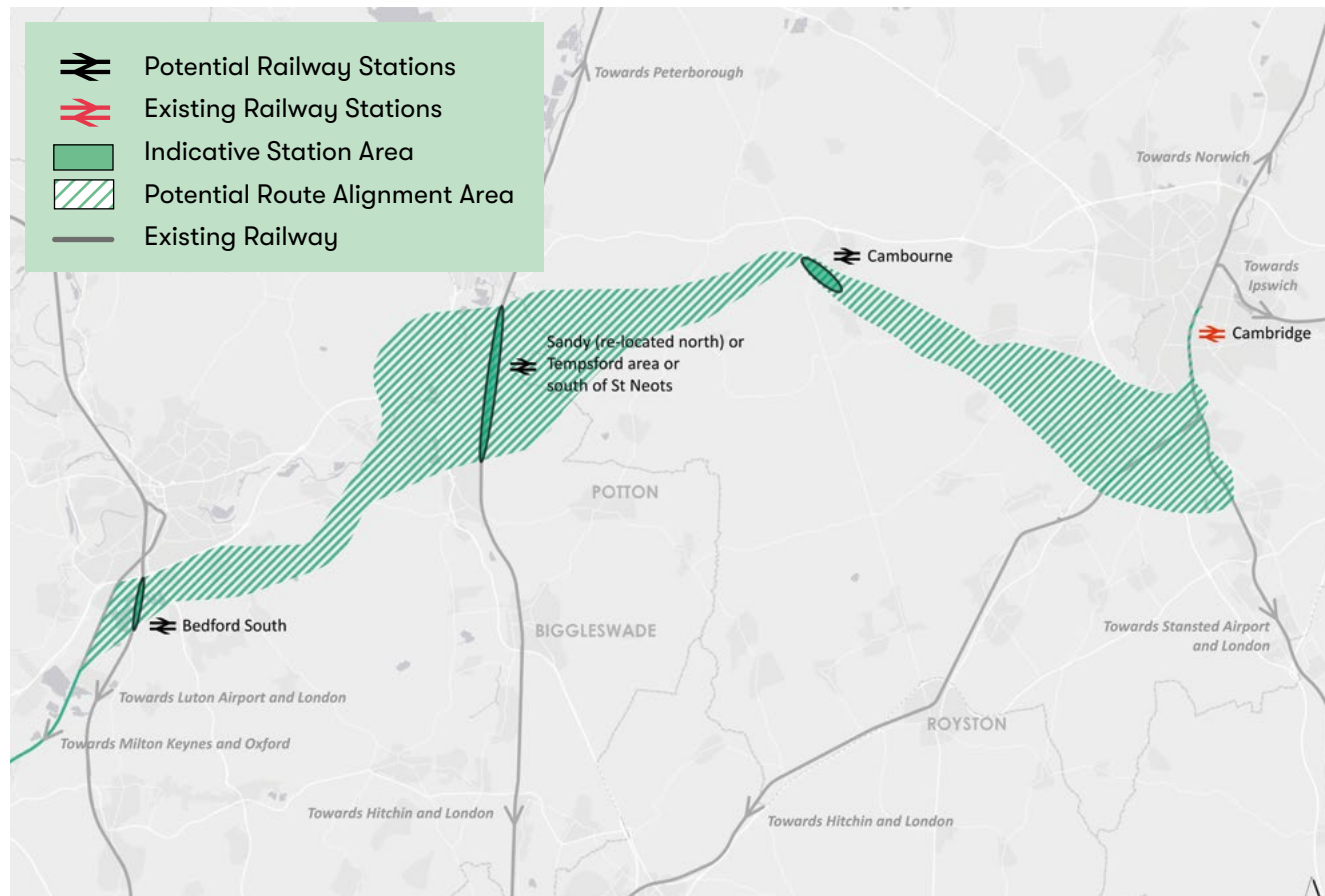 Potential Railway Stations
Existing Railway Stations
Indicative Station Area
Potential Route Alignment Area
Existing Railway
Towards Peterborough
Towards Norwich
Towards
Ipswich
Cambourne
Cambridge
Sandy (re-located north) or
Tempsford area or
south of St Neots
POTTON
Bedford South
BIGGLESWADE
Towards Stansted Airport
and London
Towards Luton Airport and London
ROYSTON
Towards Milton Keynes and Oxford
Towards Hitchin and London
Towards Hitchin and London